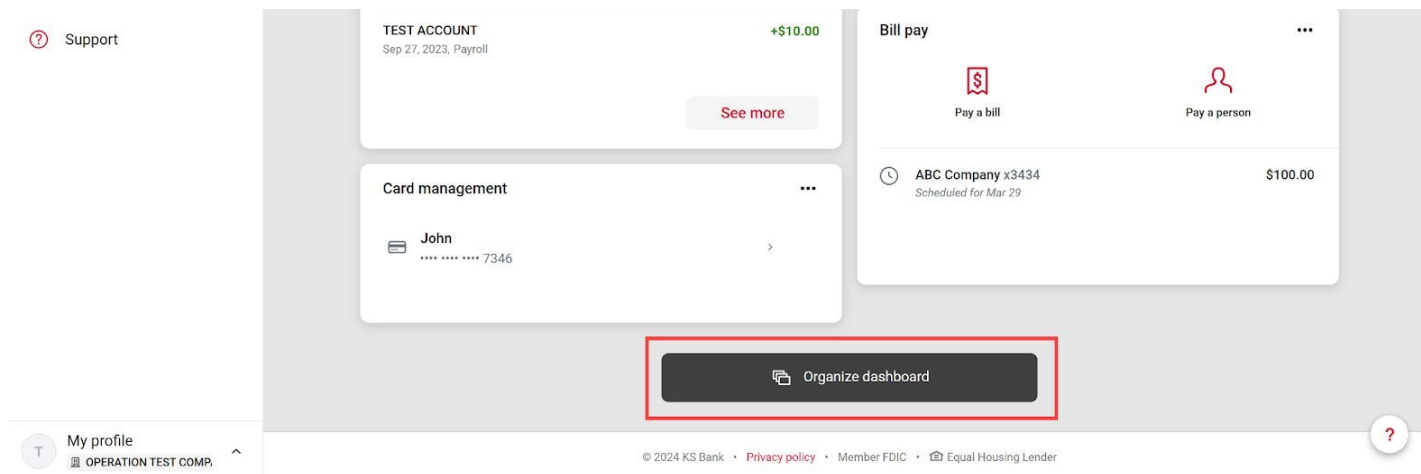 Support
TEST ACCOUNT
+$10.00
Sep 27, 2023, Payroll
See more
Card management
John
•••• •••• •••• 7346
Bill pay
Pay a bill
Pay a person
ABC Company x3434
$100.00
Scheduled for Mar 29
Organize dashboard
T
My profile
OPERATION TEST COMP
© 2024 KS Bank • Privacy policy • Member FDIC • Equal Housing Lender
?